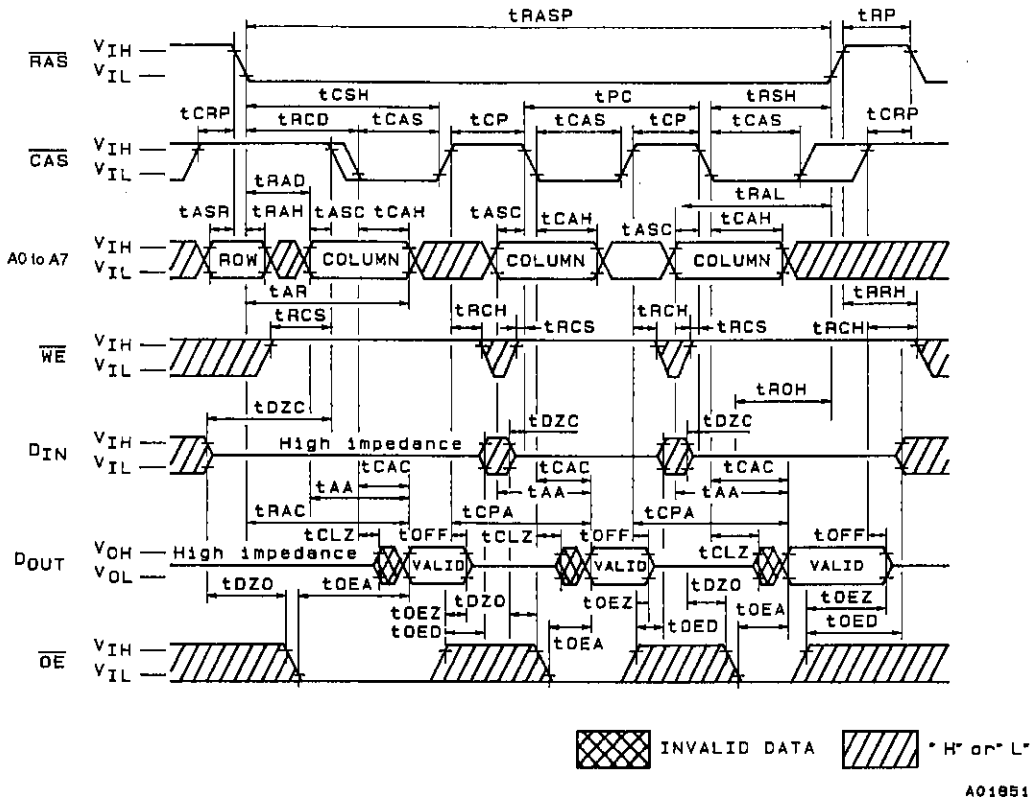 tRASP tRP
RAS VIH
VIL
tCSH tPC tRSH
tCRP tRCD tCAS tCP tCAS tCP tCAS tCRP
CAS VIH
VIL
tRAD tRAL
tASR tRAH tASC tCAH tASC tCAH tASC tCAH
A0 to A7 VIH
VIL
ROW COLUMN COLUMN COLUMN
tAR tRRH
tRCS tRCH tRCS tRCH tRCS tRCH
WE VIH
VIL
tROH
tDZC tDZC tDZC
DIN VIH
VIL
High impedance
tCAC tCAC tCAC
tAA tAA tAA
tRAC tCPA tCPA
tCLZ tOFF tCLZ tOFF tCLZ tOFF
DOUT VOH
VOL
High impedance VALID VALID VALID
tDZO tOEA tOEZ tDZO tOEZ tDZO tOEA tOEZ
tOED tOEA tOED tOED
OE VIH
VIL
INVALID DATA "H" or "L"
A01851